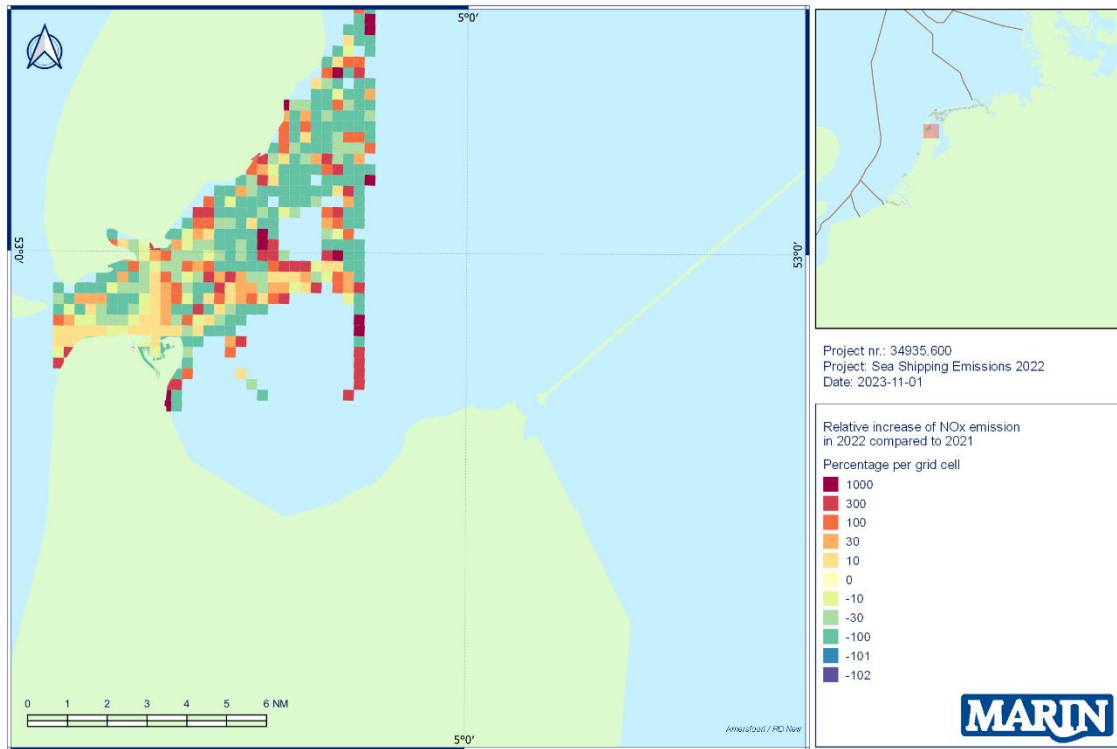 5°0′
53°0′
53°0′
5°0′
0 1 2 3 4 5 6 NM
Amersfoort / RD New
Project nr.: 34935.600
Project: Sea Shipping Emissions 2022
Date: 2023-11-01
Relative increase of NOx emission
in 2022 compared to 2021
Percentage per grid cell
1000
300
100
30
10
0
-10
-30
-100
-101
-102
MARIN